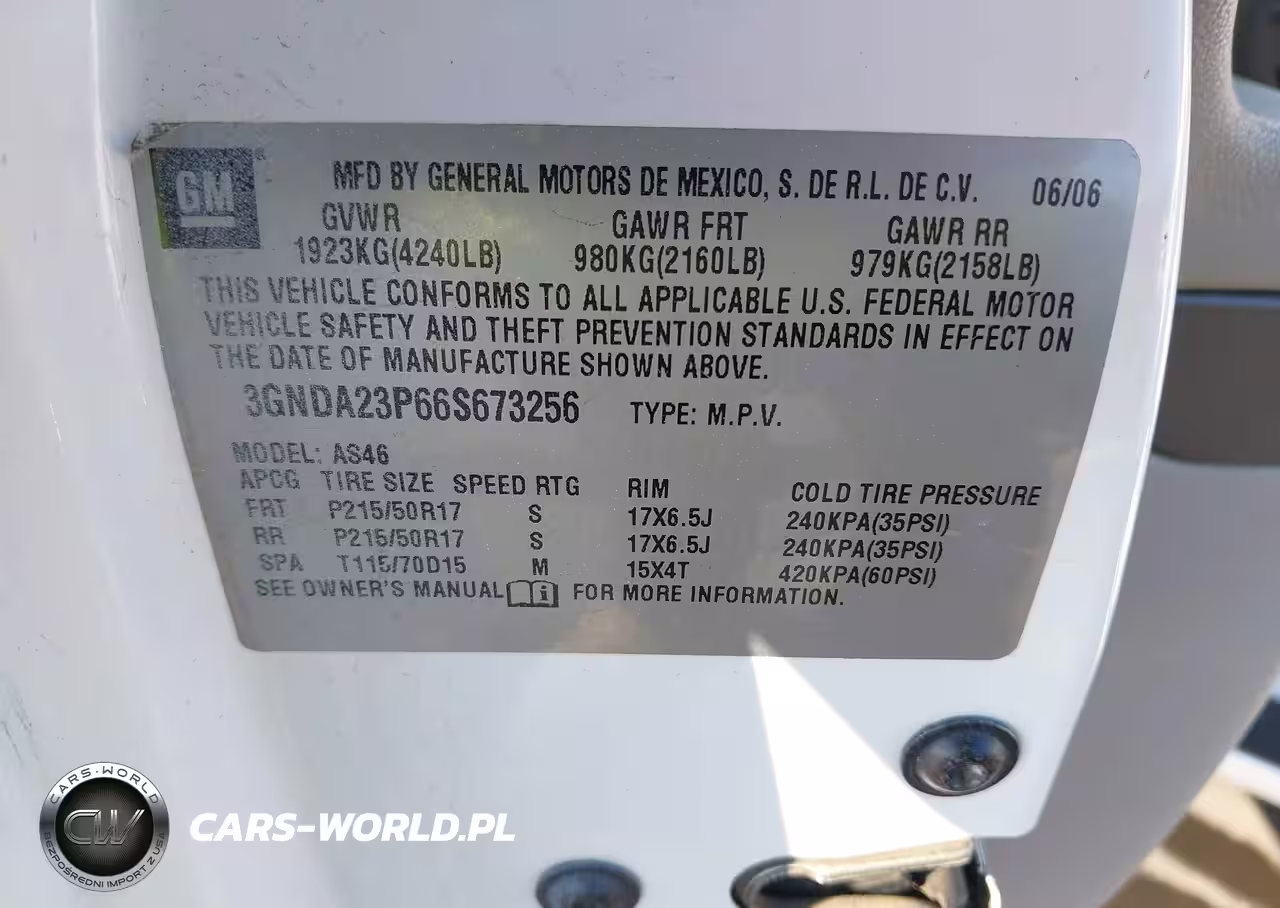 GM
MFD BY GENERAL MOTORS DE MEXICO, S. DE R.L. DE C.V. 06/06
GVWR GAWR FRT GAWR RR
1923KG(4240LB) 980KG(2160LB) 979KG(2158LB)
THIS VEHICLE CONFORMS TO ALL APPLICABLE U.S. FEDERAL MOTOR
VEHICLE SAFETY AND THEFT PREVENTION STANDARDS IN EFFECT ON
THE DATE OF MANUFACTURE SHOWN ABOVE.
3GNDA23P66S673256 TYPE: M.P.V.
MODEL: AS46
APCG TIRE SIZE SPEED RTG RIM COLD TIRE PRESSURE
FRT P215/50R17 S 17X6.5J 240KPA(35PSI)
RR P215/50R17 S 17X6.5J 240KPA(35PSI)
SPA T115/70D15 M 15X4T 420KPA(60PSI)
SEE OWNER'S MANUAL i FOR MORE INFORMATION.
CARS-WORLD
CW
BEZPOŚREDNI IMPORT Z USA
CARS-WORLD.PL